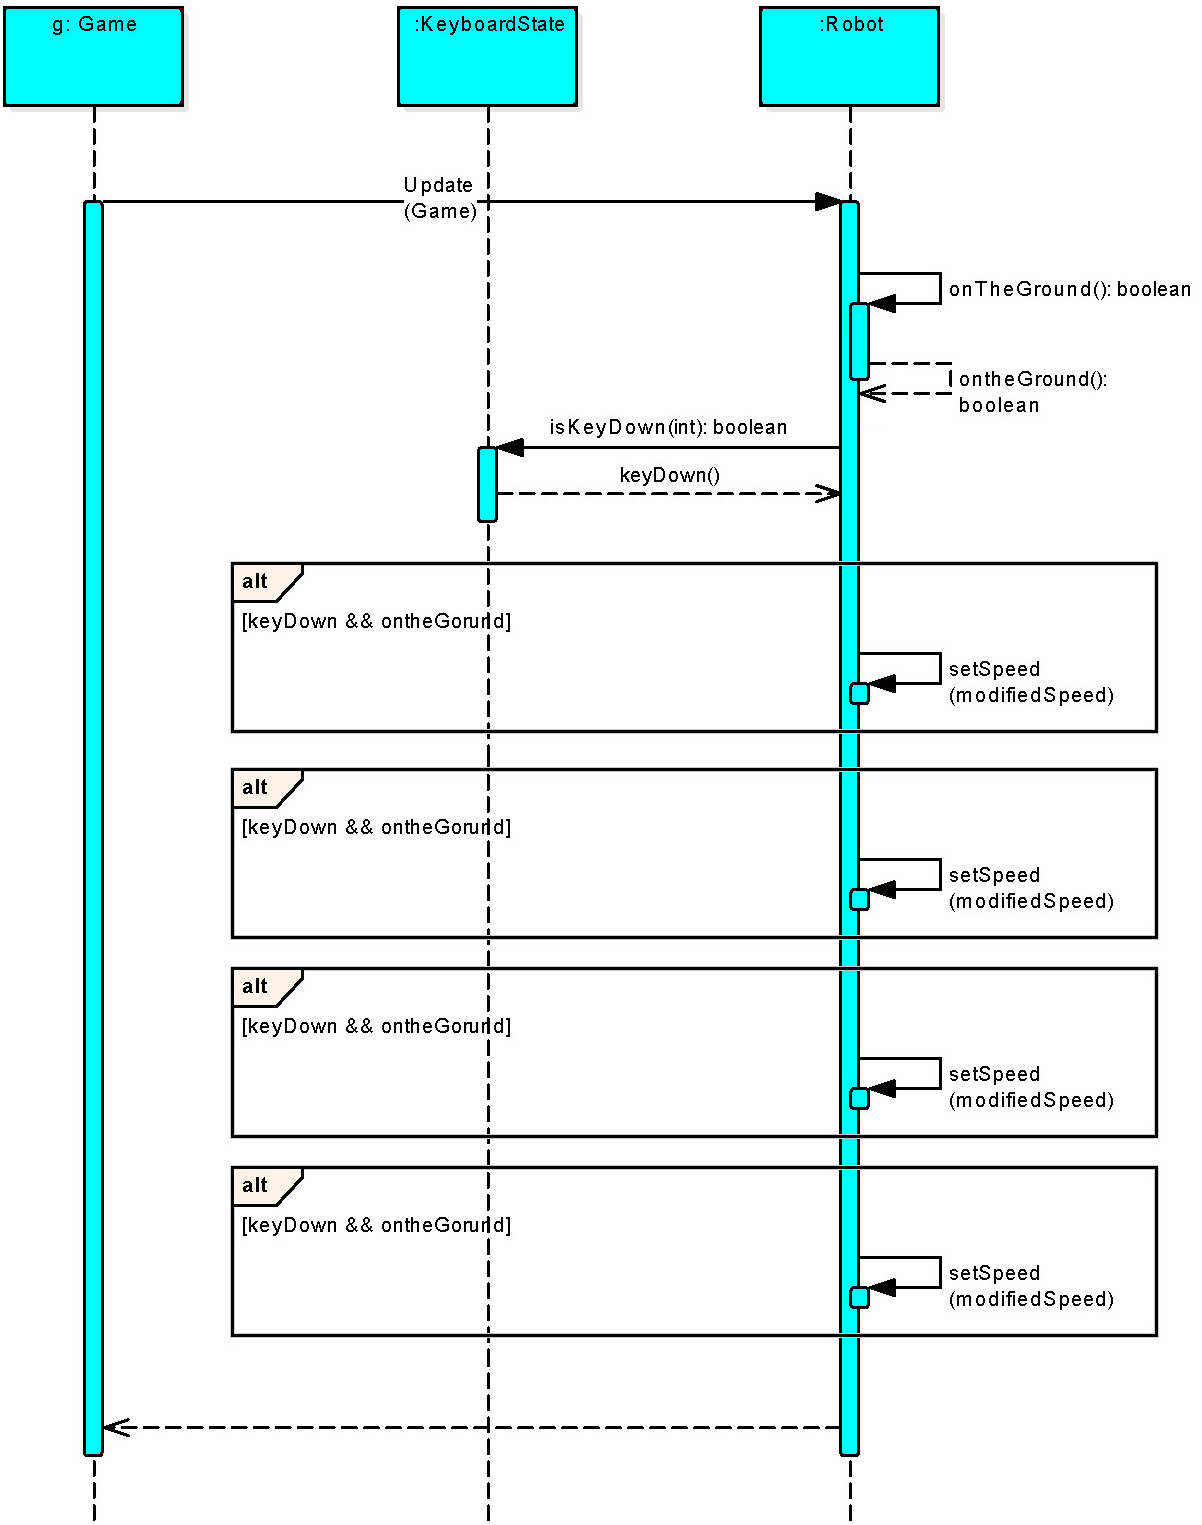 g: Game
:KeyboardState
:Robot
Update
(Game)
onTheGround(): boolean
ontheGround():
boolean
isKeyDown(int): boolean
keyDown()
alt
[keyDown && ontheGorund]
setSpeed
(modifiedSpeed)
alt
[keyDown && ontheGorund]
setSpeed
(modifiedSpeed)
alt
[keyDown && ontheGorund]
setSpeed
(modifiedSpeed)
alt
[keyDown && ontheGorund]
setSpeed
(modifiedSpeed)